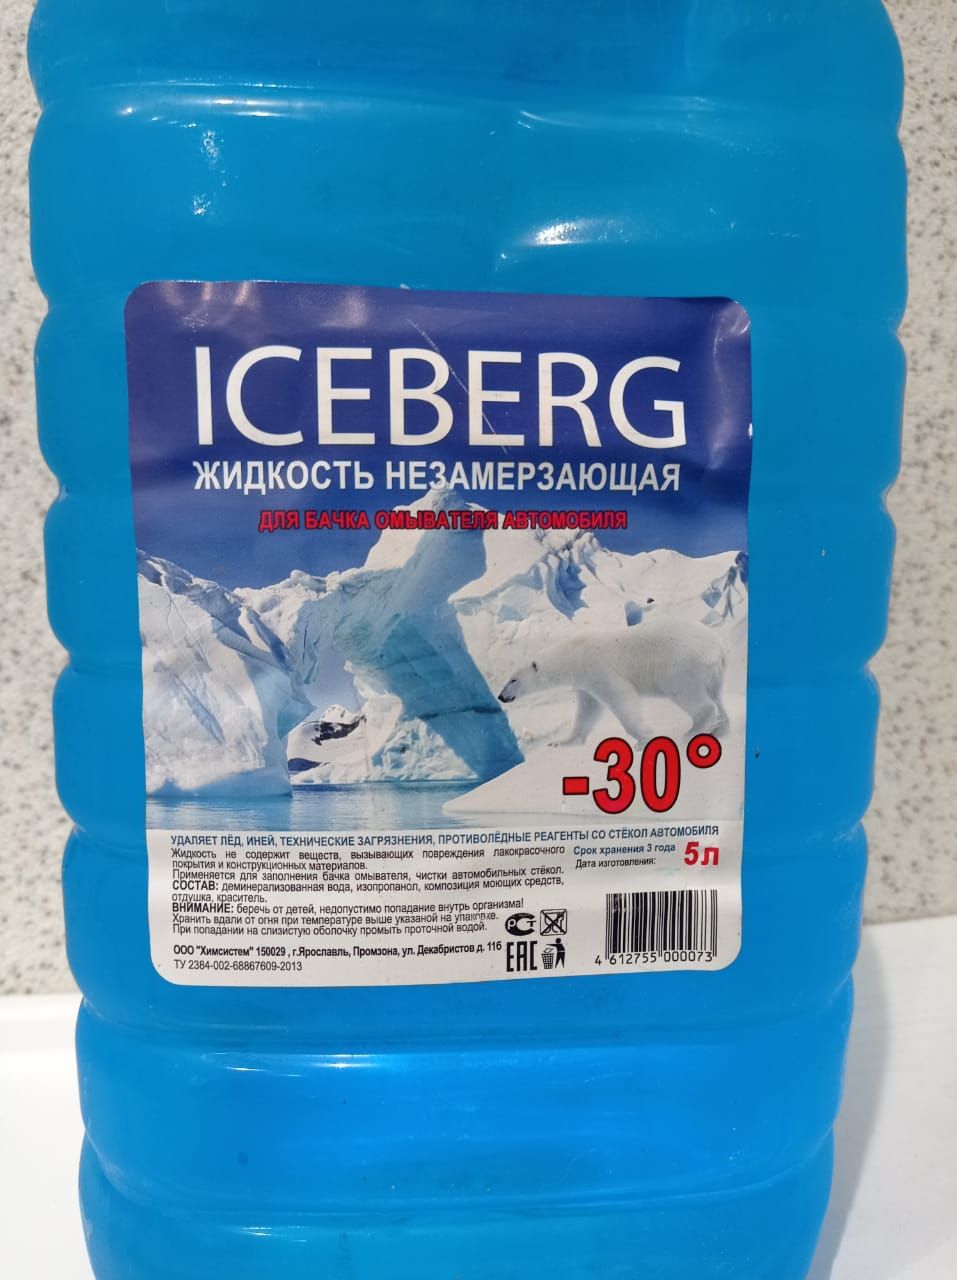 ICEBERG
ЖИДКОСТЬ НЕЗАМЕРЗАЮЩАЯ
ДЛЯ БАЧКА ОМЫВАТЕЛЯ АВТОМОБИЛЯ
-30°
УДАЛЯЕТ ЛЁД, ИНЕЙ, ТЕХНИЧЕСКИЕ ЗАГРЯЗНЕНИЯ, ПРОТИВОЛЁДНЫЕ РЕАГЕНТЫ СО СТЁКОЛ АВТОМОБИЛЯ
Жидкость не содержит веществ, вызывающих повреждения лакокрасочного
покрытия и конструкционных материалов.
Применяется для заполнения бачка омывателя, чистки автомобильных стёкол.
СОСТАВ: деминерализованная вода, изопропанол, композиция моющих средств,
отдушка, краситель.
ВНИМАНИЕ: беречь от детей, недопустимо попадание внутрь организма!
Хранить вдали от огня при температуре выше указаной на упаковке.
При попадании на слизистую оболочку промыть проточной водой.
ООО "Химсистем" 150029 , г.Ярославль, Промзона, ул. Декабристов д. 11б
ТУ 2384-002-68867609-2013
Срок хранения 3 года
Дата изготовления:
5л
РСТ
EAC
4 612755 000073